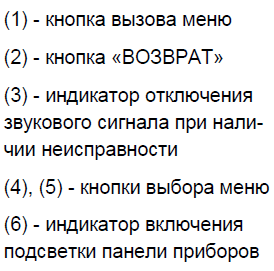 (1) - кнопка вызова меню
(2) - кнопка «ВОЗВРАТ»
(3) - индикатор отключения
звукового сигнала при нали-
чии неисправности
(4), (5) - кнопки выбора меню
(6) - индикатор включения
подсветки панели приборов